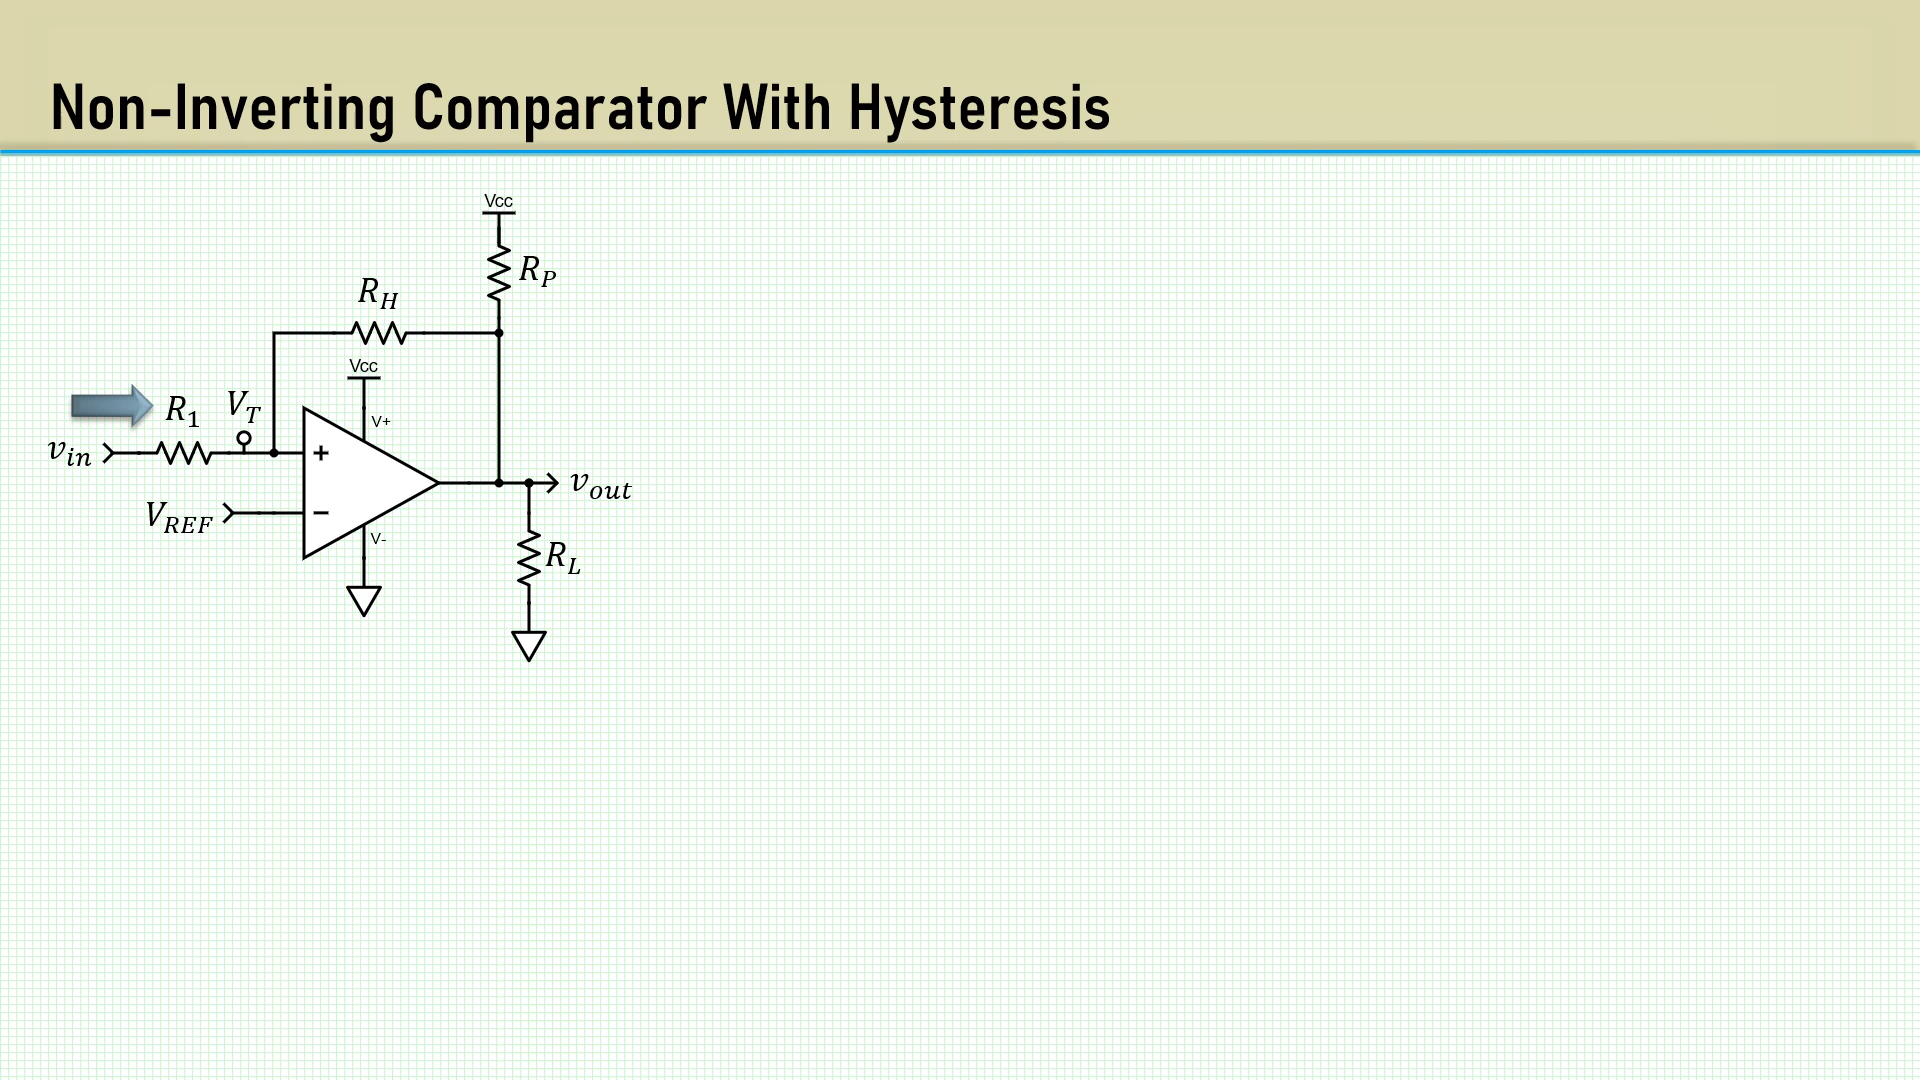 Non-Inverting Comparator With Hysteresis
Vcc
R_P
R_H
Vcc
R_1 V_T
V+
v_in
+
v_out
V_REF
−
V-
R_L